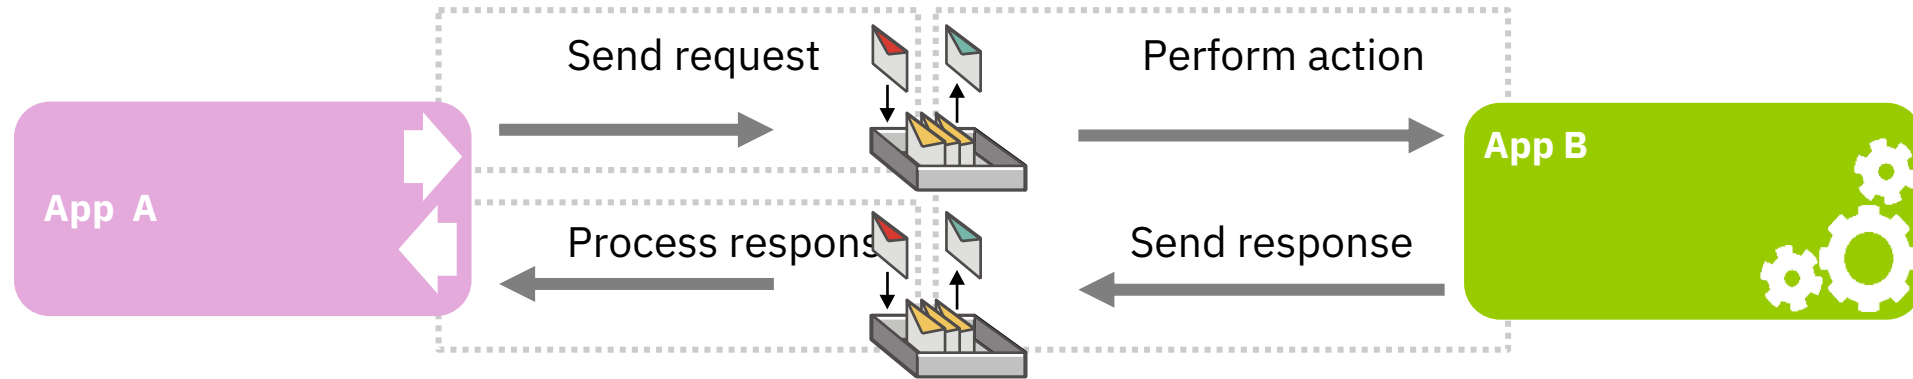 Send request
Perform action
App B
App A
Process respons
Send response